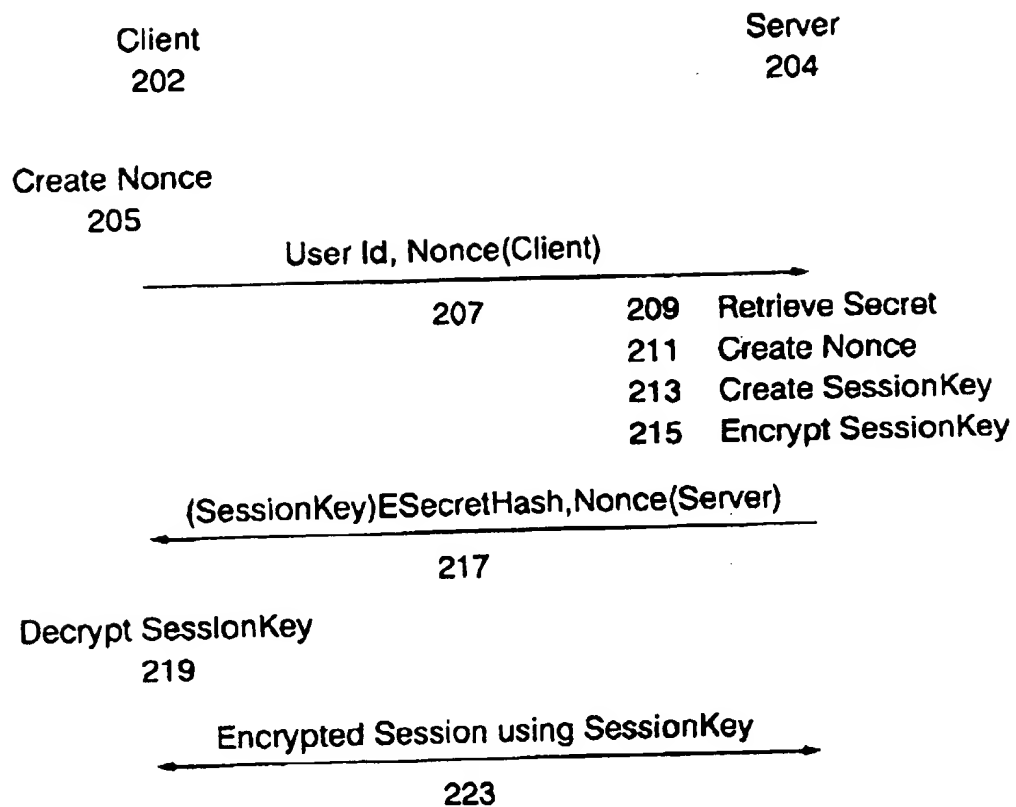 Client
202
Server
204
Create Nonce
205
User Id, Nonce(Client)
207
209 Retrieve Secret
211 Create Nonce
213 Create SessionKey
215 Encrypt SessionKey
(SessionKey)ESecretHash,Nonce(Server)
217
Decrypt SessionKey
219
Encrypted Session using SessionKey
223